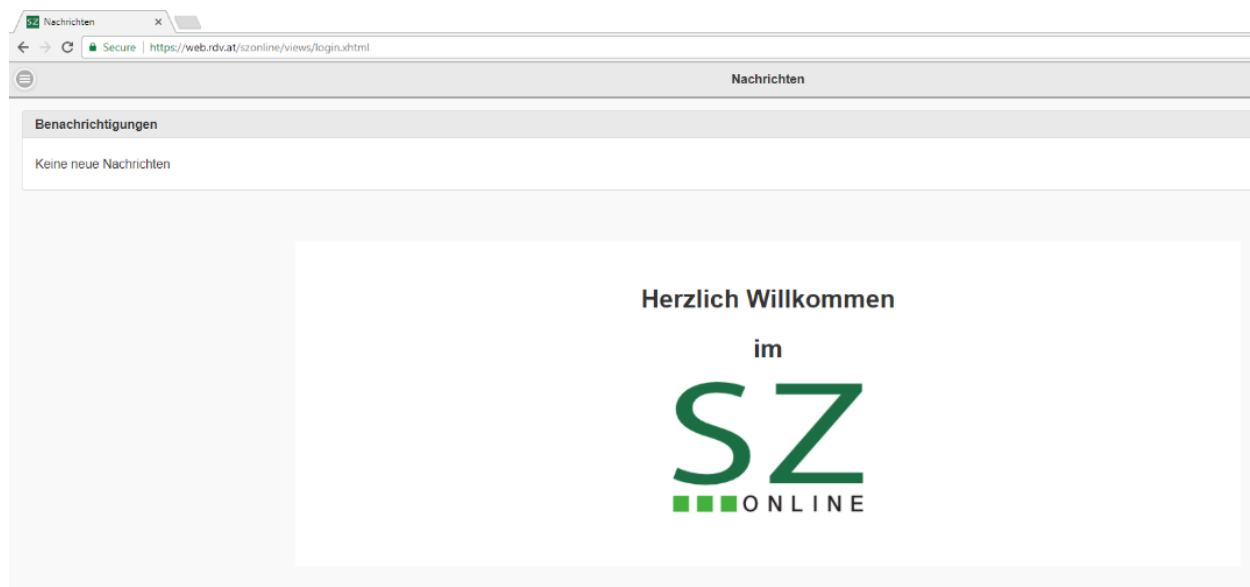 SZ Nachrichten
Secure | https://web.rdv.at/szonline/views/login.xhtml
Nachrichten
Benachrichtigungen
Keine neue Nachrichten
Herzlich Willkommen
im
SZ
ONLINE